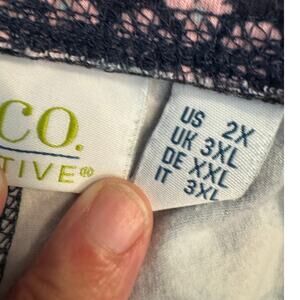 co.
TIVE®
US 2X
UK 3XL
DE XXL
IT 3XL